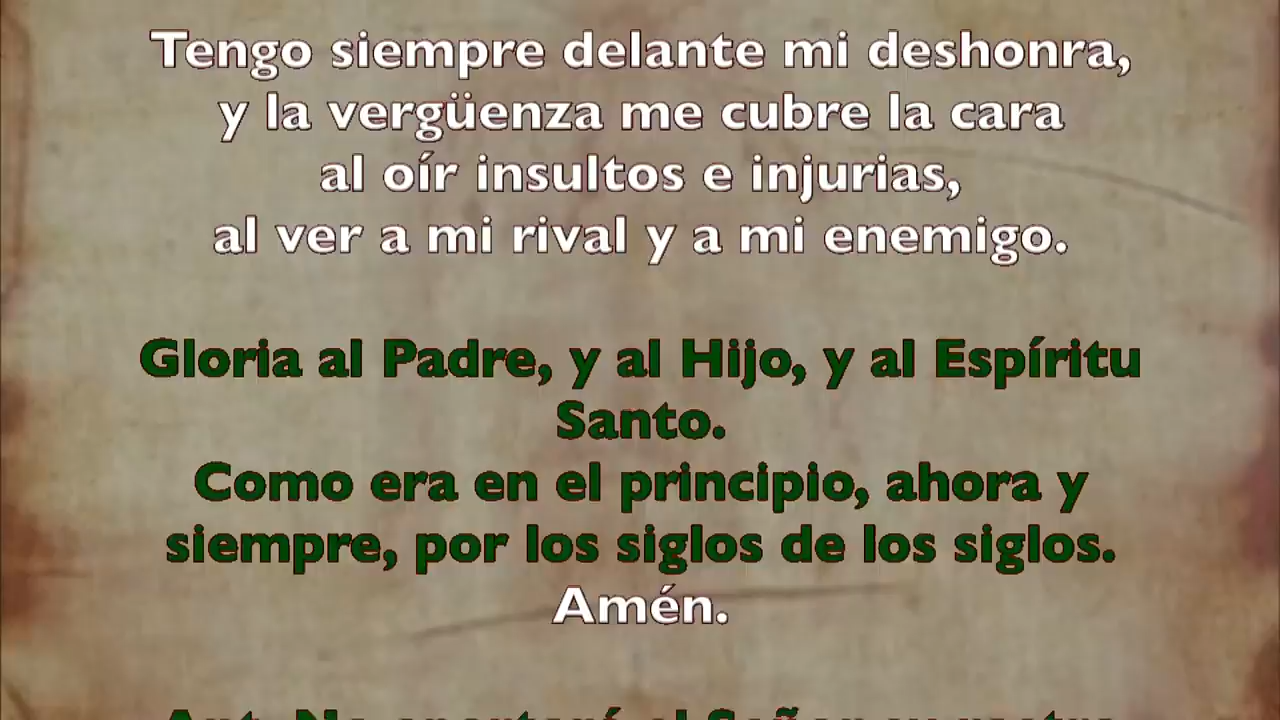 Tengo siempre delante mi deshonra,
y la vergüenza me cubre la cara
al oír insultos e injurias,
al ver a mi rival y a mi enemigo.
Gloria al Padre, y al Hijo, y al Espíritu
Santo.
Como era en el principio, ahora y
siempre, por los siglos de los siglos.
Amén.